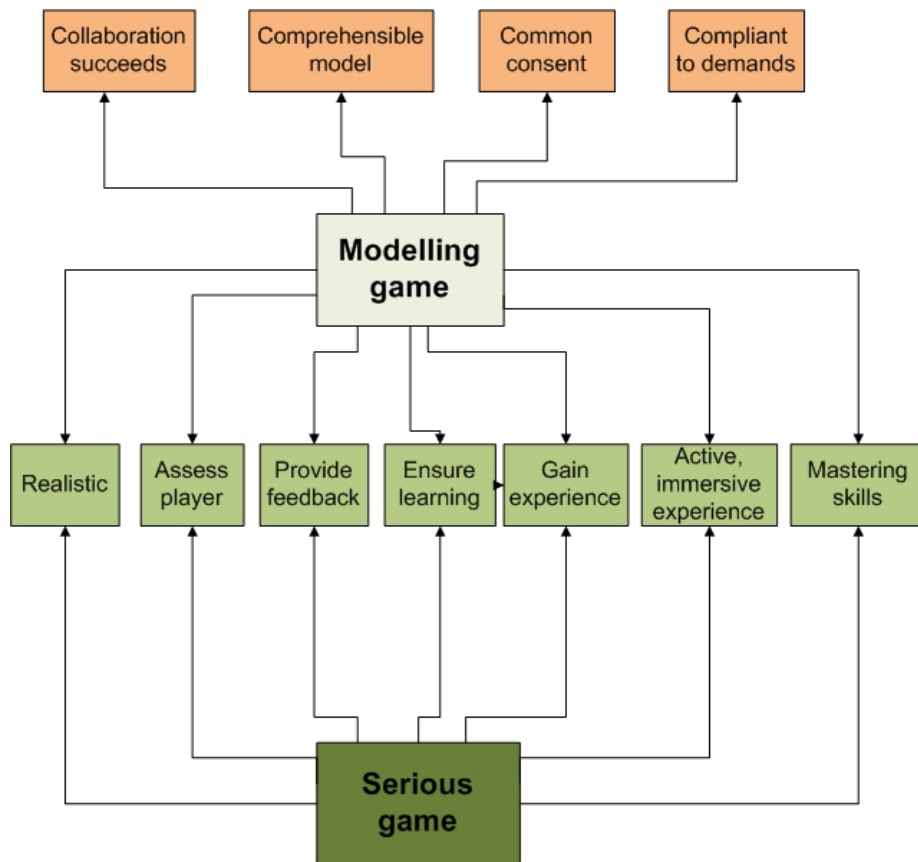 Collaboration
succeeds
Comprehensible
model
Common
consent
Compliant
to demands
Modelling
game
Realistic
Assess
player
Provide
feedback
Ensure
learning
Gain
experience
Active,
immersive
experience
Mastering
skills
Serious
game